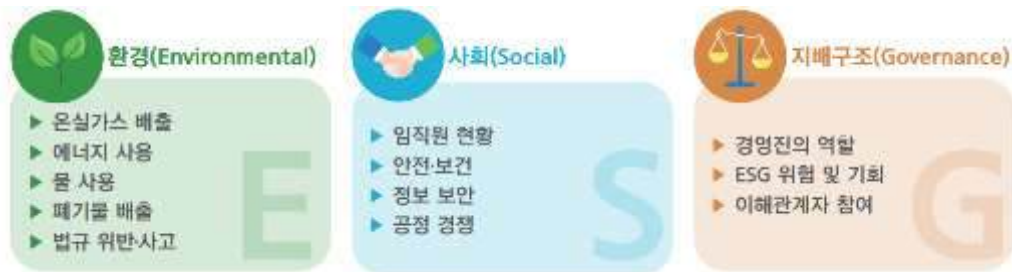 환경(Environmental)
온실가스 배출
에너지 사용
물 사용
폐기물 배출
법규 위반·사고
E
사회(Social)
임직원 현황
안전·보건
정보 보안
공정 경쟁
S
지배구조(Governance)
경영진의 역할
ESG 위험 및 기회
이해관계자 참여
G